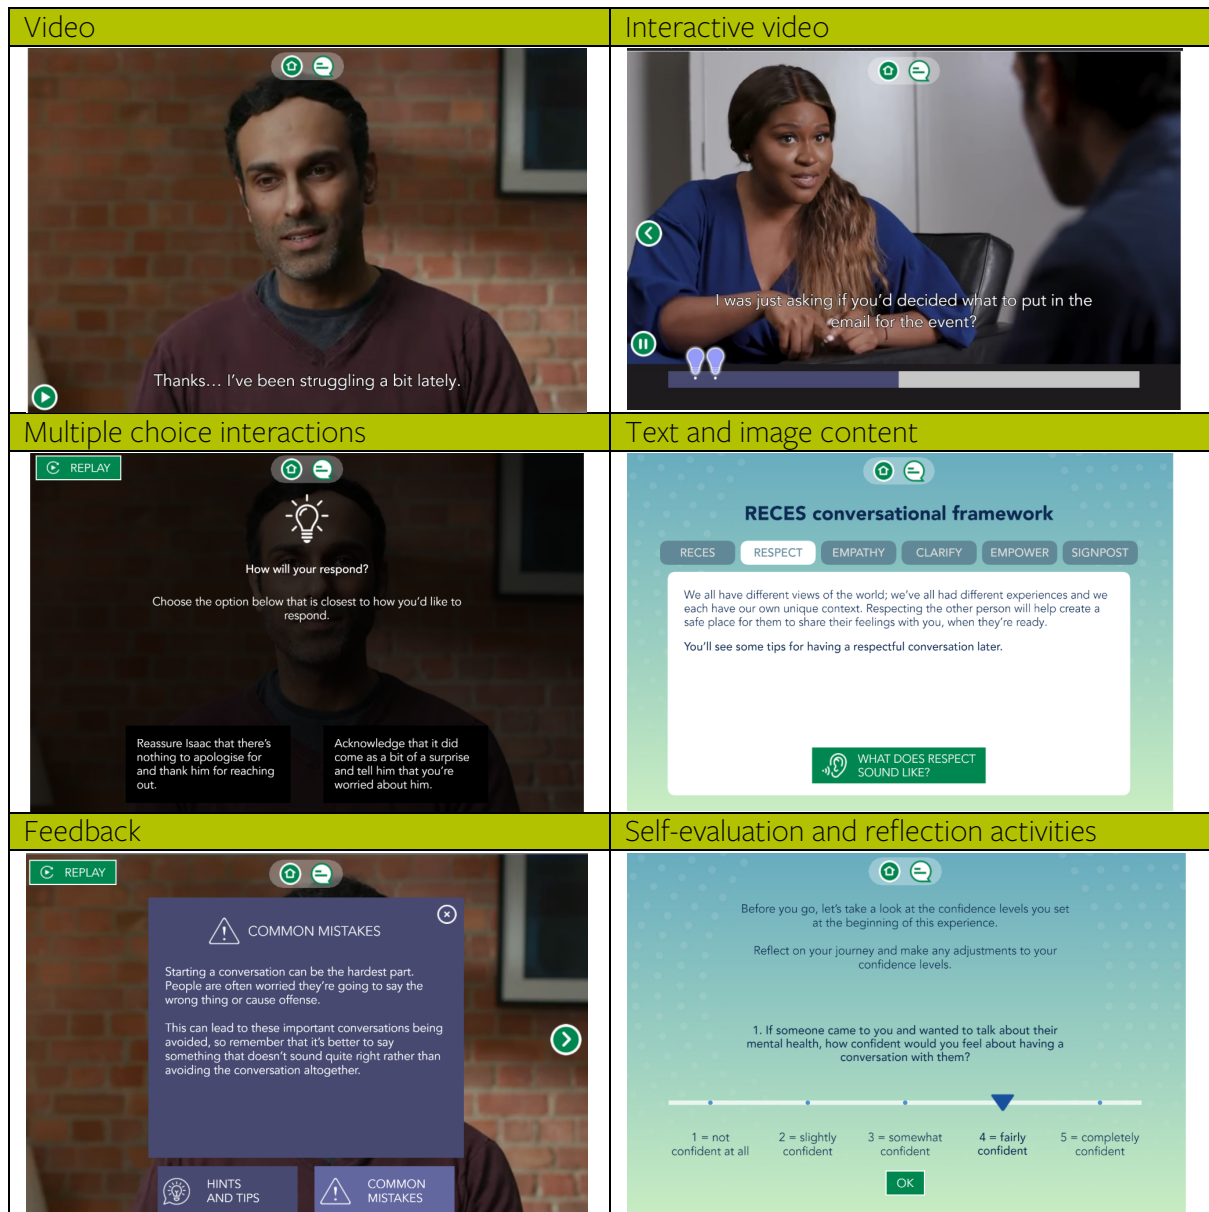 Video
Interactive video
Thanks... I've been struggling a bit lately.
I was just asking if you'd decided what to put in the
email for the event?
Multiple choice interactions
Text and image content
REPLAY
How will your respond?
Choose the option below that is closest to how you'd like to
respond.
Reassure Isaac that there's
nothing to apologise for
and thank him for reaching
out.
Acknowledge that it did
come as a bit of a surprise
and tell him that you're
worried about him.
RECES conversational framework
RECES
RESPECT
EMPATHY
CLARIFY
EMPOWER
SIGNPOST
We all have different views of the world; we've all had different experiences and we
each have our own unique context. Respecting the other person will help create a
safe place for them to share their feelings with you, when they're ready.
You'll see some tips for having a respectful conversation later.
WHAT DOES RESPECT
SOUND LIKE?
Feedback
Self-evaluation and reflection activities
REPLAY
COMMON MISTAKES
Starting a conversation can be the hardest part.
People are often worried they're going to say the
wrong thing or cause offense.
This can lead to these important conversations being
avoided, so remember that it's better to say
something that doesn't sound quite right rather than
avoiding the conversation altogether.
HINTS
AND TIPS
COMMON
MISTAKES
Before you go, let's take a look at the confidence levels you set
at the beginning of this experience.
Reflect on your journey and make any adjustments to your
confidence levels.
1. If someone came to you and wanted to talk about their
mental health, how confident would you feel about having a
conversation with them?
1 = not
confident at all
2 = slightly
confident
3 = somewhat
confident
4 = fairly
confident
5 = completely
confident
OK